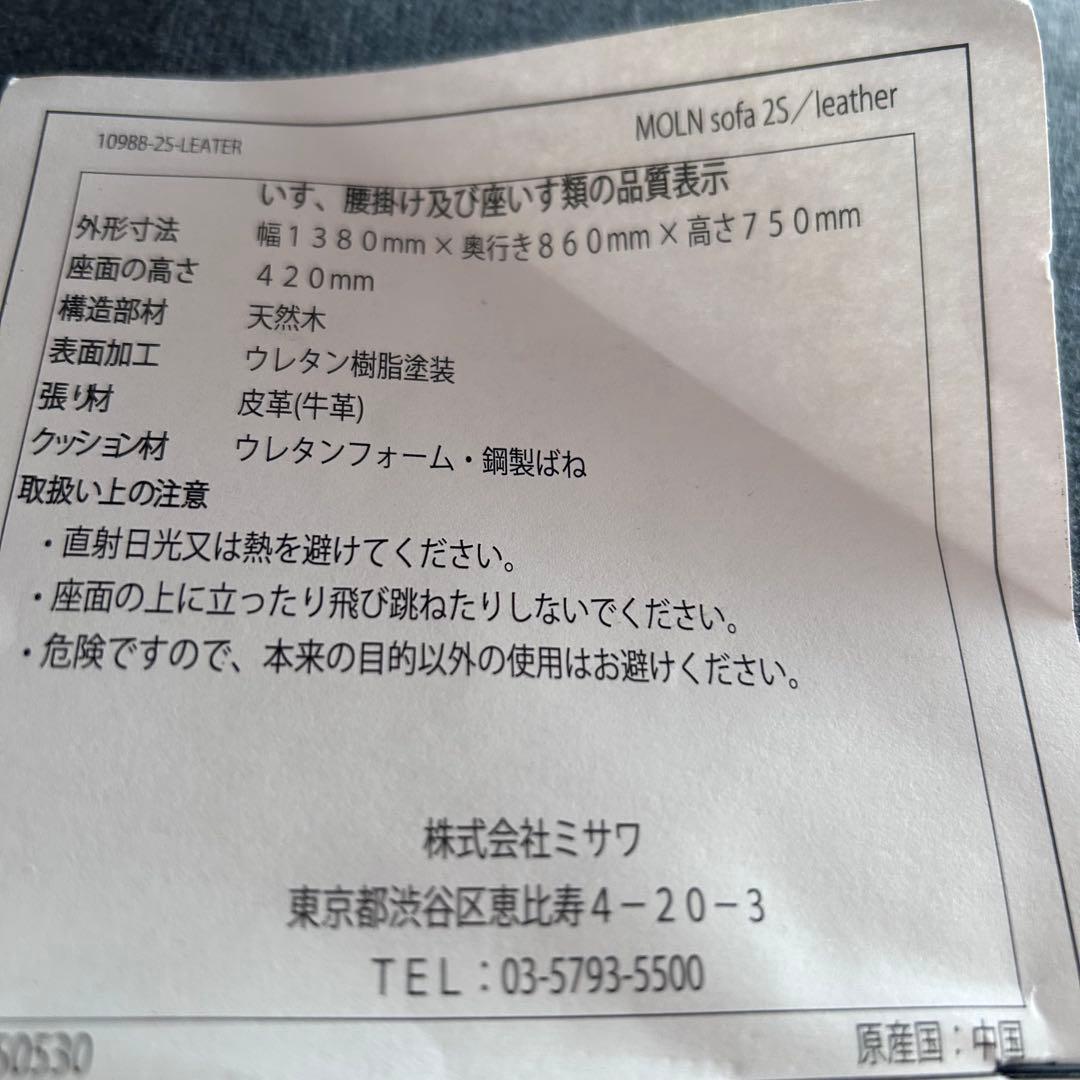 10988-2S-LEATER
MOLN sofa 2S／leather
いす、腰掛け及び座いす類の品質表示
外形寸法 幅１３８０mm×奥行き８６０mm×高さ７５０mm
座面の高さ ４２０mm
構造部材 天然木
表面加工 ウレタン樹脂塗装
張り材 皮革(牛革)
クッション材 ウレタンフォーム・鋼製ばね
取扱い上の注意
・直射日光又は熱を避けてください。
・座面の上に立ったり飛び跳ねたりしないでください。
・危険ですので、本来の目的以外の使用はお避けください。
株式会社ミサワ
東京都渋谷区恵比寿４－２０－３
ＴＥＬ：03-5793-5500
50530
原産国：中国